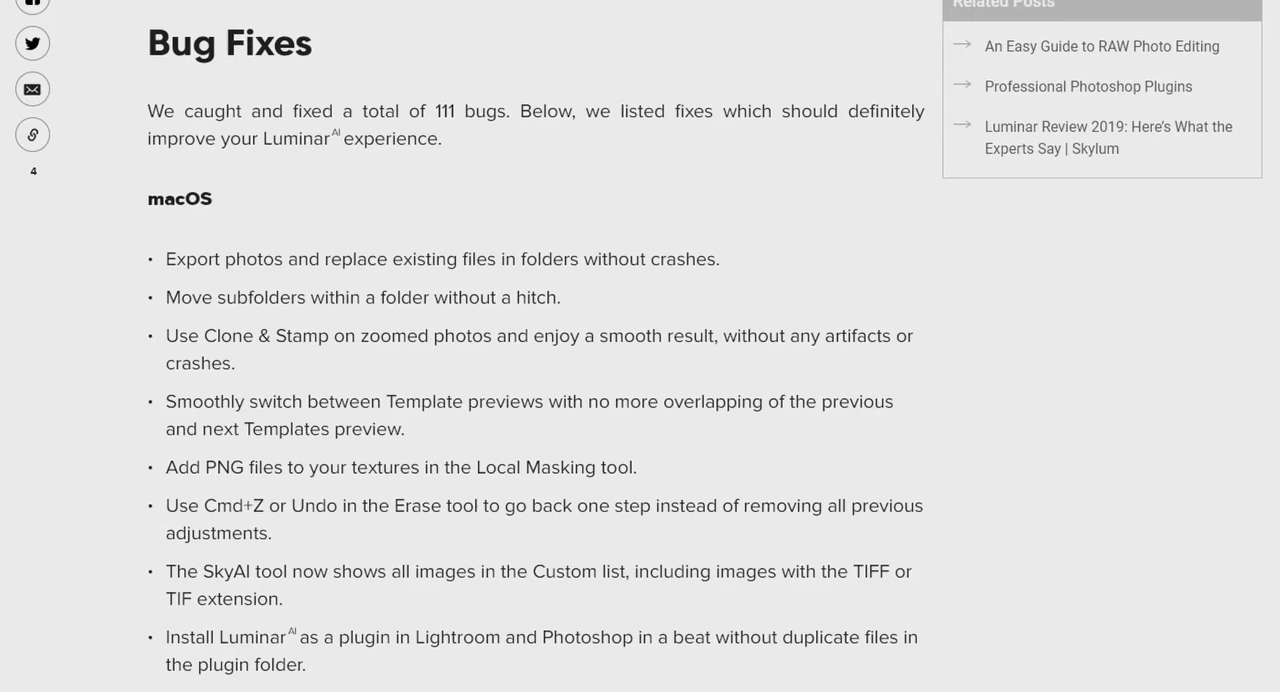 Related Posts
Bug Fixes
An Easy Guide to RAW Photo Editing
Professional Photoshop Plugins
We caught and fixed a total of 111 bugs. Below, we listed fixes which should definitely
improve your Luminar AI experience.
Luminar Review 2019: Here’s What the
Experts Say | Skylum
4
macOS
• Export photos and replace existing files in folders without crashes.
• Move subfolders within a folder without a hitch.
• Use Clone & Stamp on zoomed photos and enjoy a smooth result, without any artifacts or
crashes.
• Smoothly switch between Template previews with no more overlapping of the previous
and next Templates preview.
• Add PNG files to your textures in the Local Masking tool.
• Use Cmd+Z or Undo in the Erase tool to go back one step instead of removing all previous
adjustments.
• The SkyAI tool now shows all images in the Custom list, including images with the TIFF or
TIF extension.
• Install Luminar AI as a plugin in Lightroom and Photoshop in a beat without duplicate files in
the plugin folder.